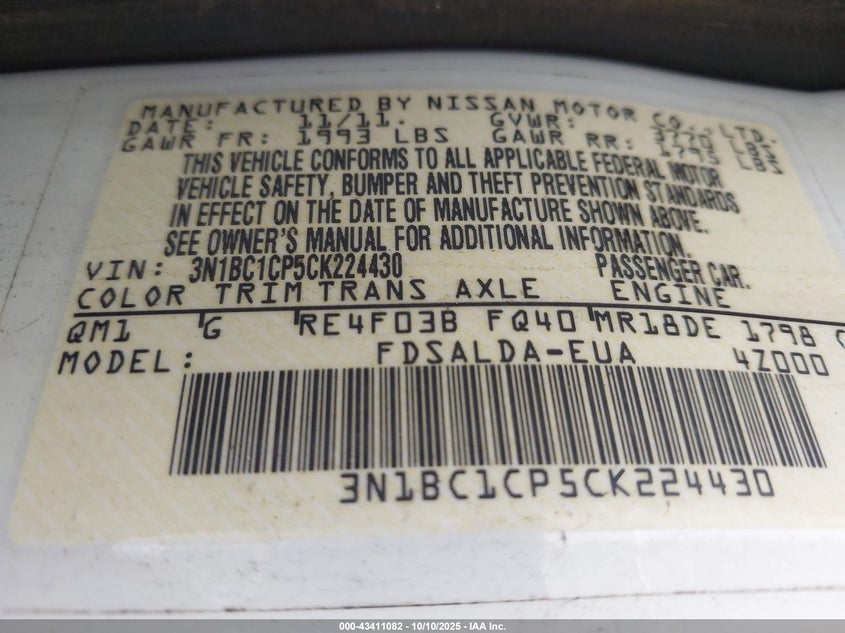 MANUFACTURED BY NISSAN MOTOR CO., LTD.
DATE: 11/11. GVWR: LBS
GAWR FR: 1993 LBS GAWR RR: 1795 LBS
THIS VEHICLE CONFORMS TO ALL APPLICABLE FEDERAL MOTOR
VEHICLE SAFETY, BUMPER AND THEFT PREVENTION STANDARDS
IN EFFECT ON THE DATE OF MANUFACTURE SHOWN ABOVE.
SEE OWNER'S MANUAL FOR ADDITIONAL INFORMATION.
VIN: 3N1BC1CP5CK224430 PASSENGER CAR.
COLOR TRIM TRANS AXLE ENGINE
QM1 G RE4F03B FQ40 MR18DE 1798
MODEL: FDSALDA-EUA 4Z000
3N1BC1CP5CK224430
000-43411082 | 10/10/2025 - IAA Inc.